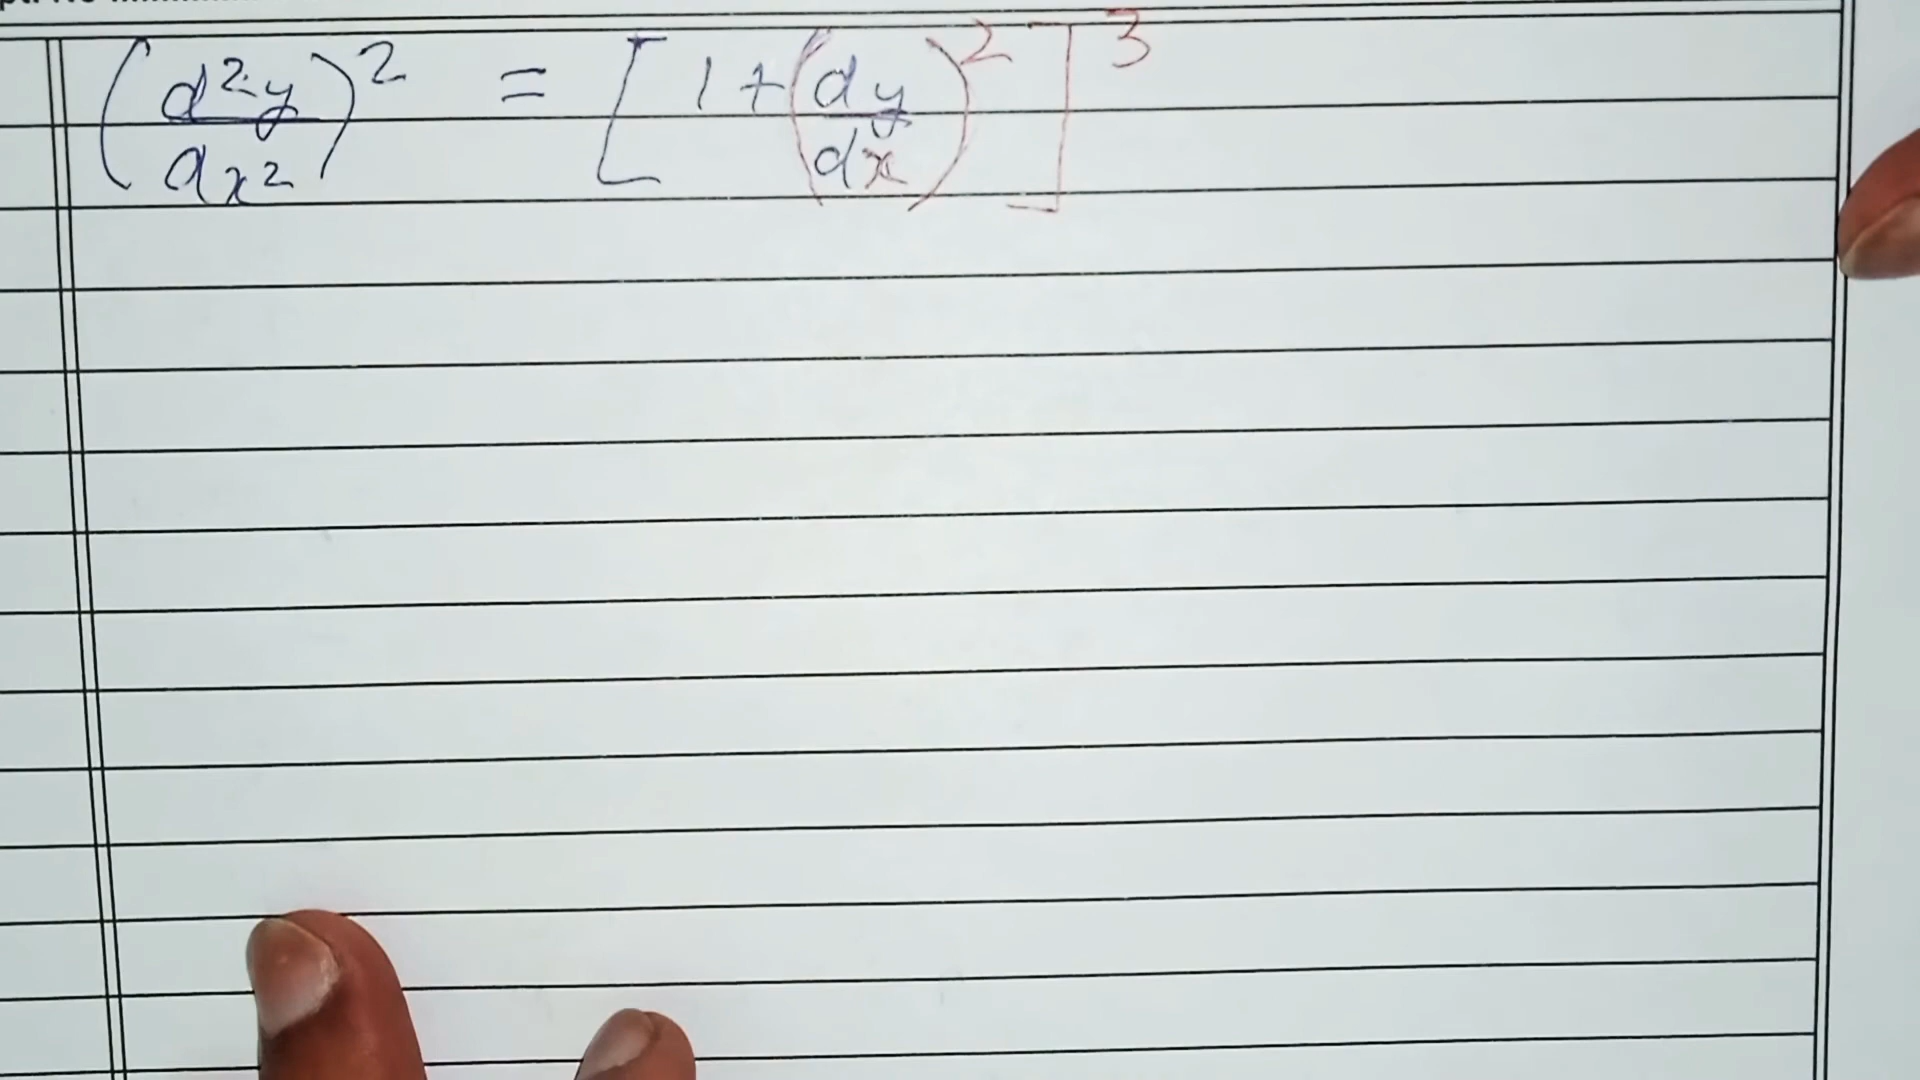 (d²y/dx²)² = [1+(dy/dx)²]³